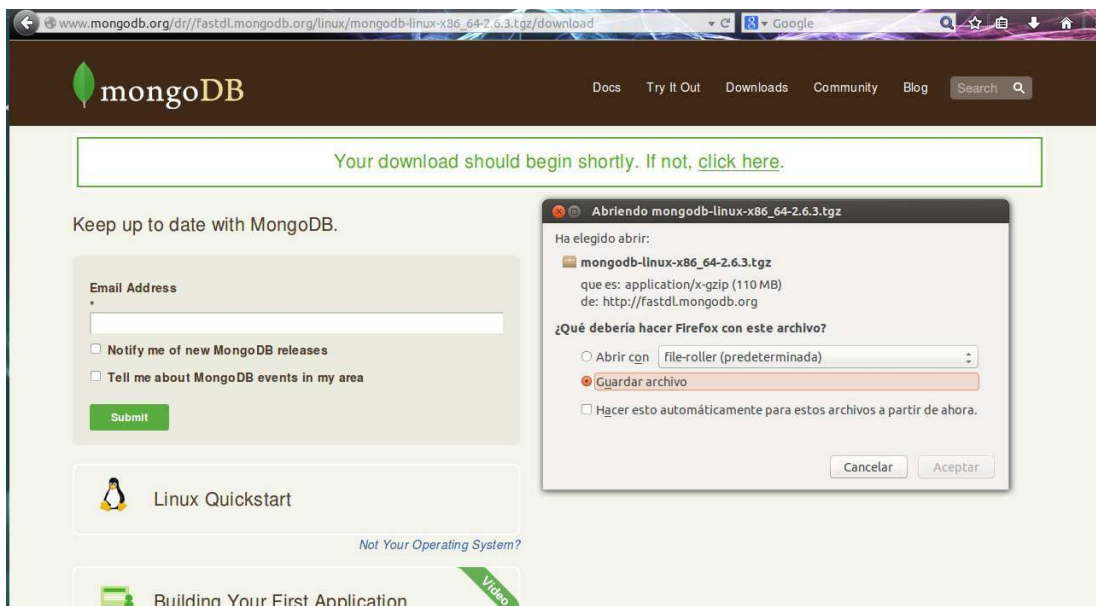 www.mongodb.org/dr//fastdl.mongodb.org/linux/mongodb-linux-x86_64-2.6.3.tgz/download
Google
mongoDB
Docs Try It Out Downloads Community Blog Search
Your download should begin shortly. If not, click here.
Keep up to date with MongoDB.
Email Address
*
Notify me of new MongoDB releases
Tell me about MongoDB events in my area
Submit
Linux Quickstart
Not Your Operating System?
Building Your First Application
Video
Abriendo mongodb-linux-x86_64-2.6.3.tgz
Ha elegido abrir:
mongodb-linux-x86_64-2.6.3.tgz
que es: application/x-gzip (110 MB)
de: http://fastdl.mongodb.org
¿Qué debería hacer Firefox con este archivo?
Abrir con file-roller (predeterminada)
Guardar archivo
Hacer esto automáticamente para estos archivos a partir de ahora.
Cancelar Aceptar